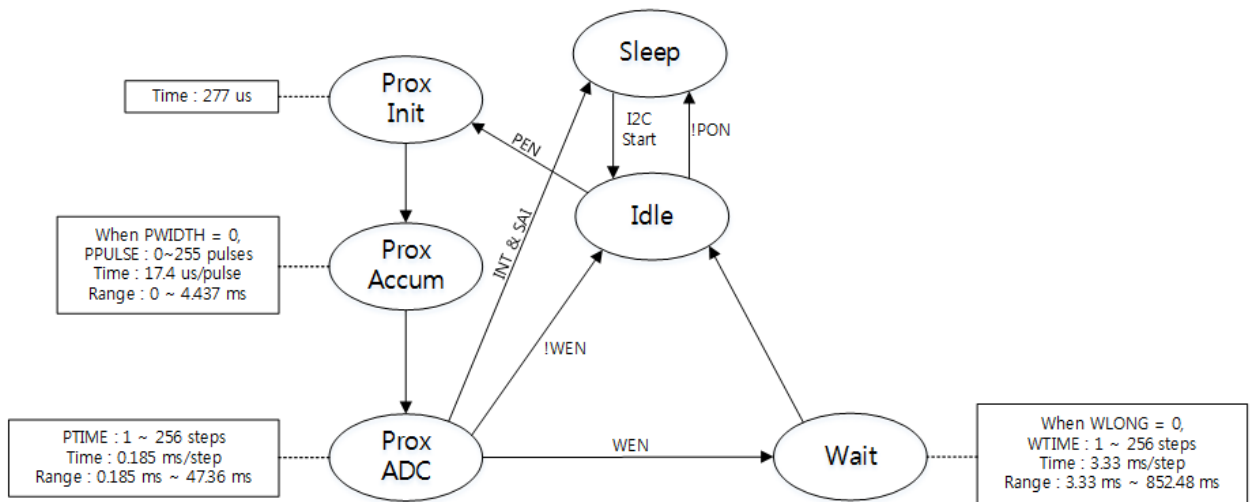 Sleep
Prox
Init
Time : 277 us
I2C
Start
!PON
PEN
Idle
When PWIDTH = 0,
PPULSE : 0~255 pulses
Time : 17.4 us/pulse
Range : 0 ~ 4.437 ms
Prox
Accum
INT & SAI
!WEN
PTIME : 1 ~ 256 steps
Time : 0.185 ms/step
Range : 0.185 ms ~ 47.36 ms
Prox
ADC
WEN
Wait
When WLONG = 0,
WTIME : 1 ~ 256 steps
Time : 3.33 ms/step
Range : 3.33 ms ~ 852.48 ms